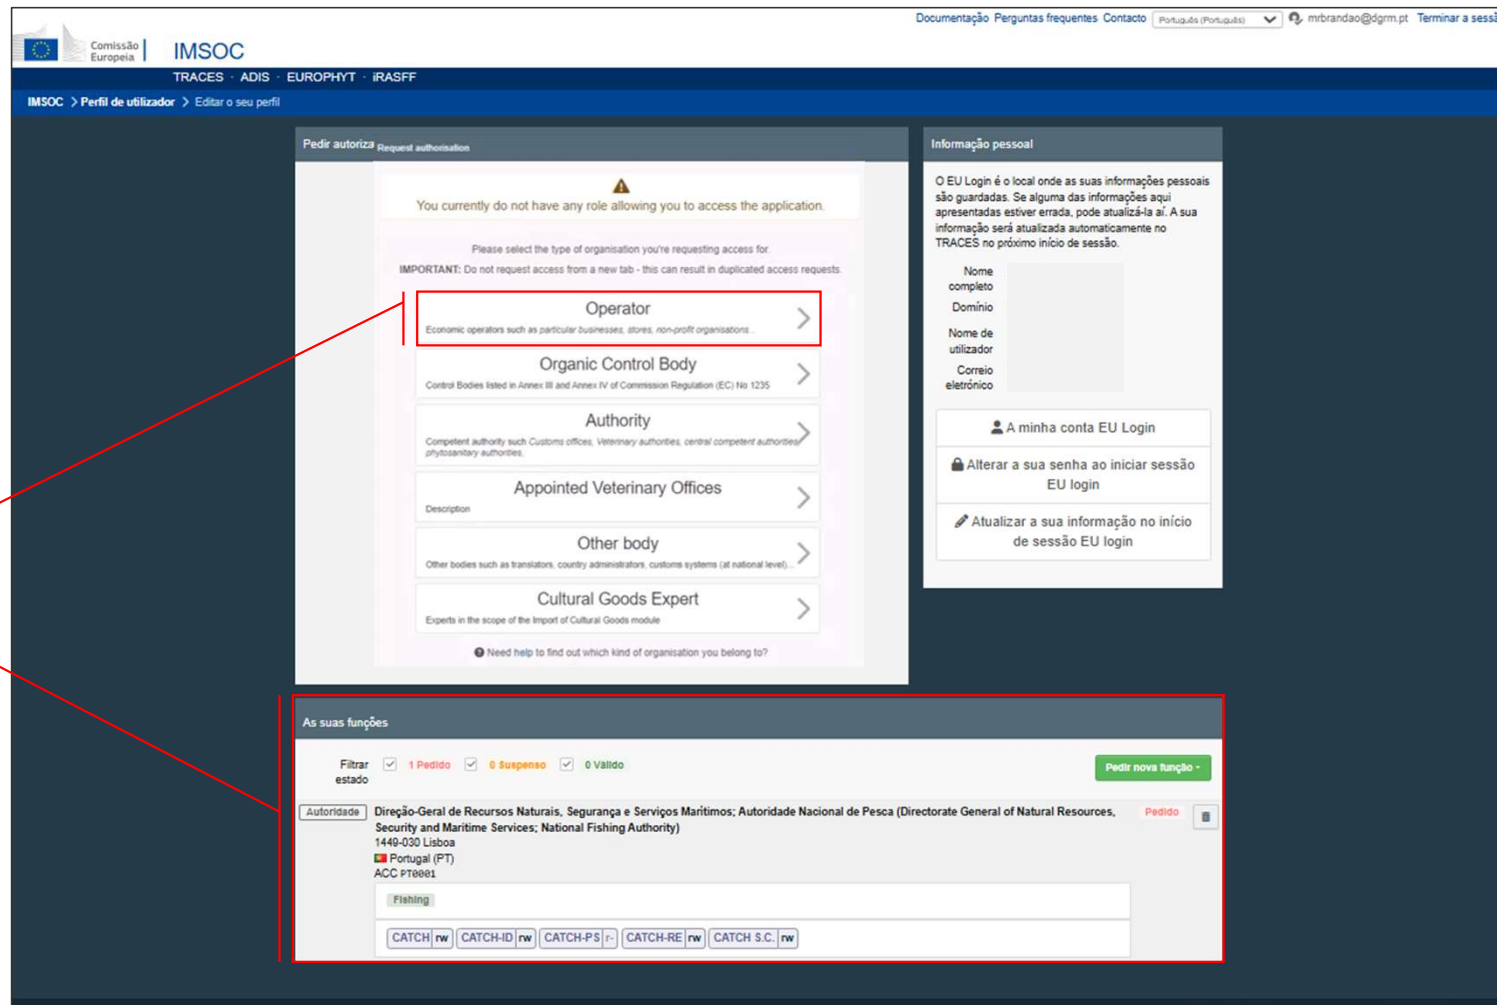 Documentação Perguntas frequentes Contacto Português (Português) mrbrandao@dgrm.pt Terminar a sessã
Comissão
Europeia
IMSOC
TRACES · ADIS · EUROPHYT · iRASFF
IMSOC > Perfil de utilizador > Editar o seu perfil
Pedir autoriza Request authorisation
You currently do not have any role allowing you to access the application.
Please select the type of organisation you're requesting access for.
IMPORTANT: Do not request access from a new tab - this can result in duplicated access requests.
Operator
Economic operators such as particular businesses, stores, non-profit organisations...
Organic Control Body
Control Bodies listed in Annex III and Annex IV of Commission Regulation (EC) No 1235
Authority
Competent authority such Customs offices, Veterinary authorities, central competent authorities,
phytosanitary authorities,
Appointed Veterinary Offices
Description
Other body
Other bodies such as translators, country administrators, customs systems (at national level)...
Cultural Goods Expert
Experts in the scope of the Import of Cultural Goods module
Need help to find out which kind of organisation you belong to?
Informação pessoal
O EU Login é o local onde as suas informações pessoais
são guardadas. Se alguma das informações aqui
apresentadas estiver errada, pode atualizá-la aí. A sua
informação será atualizada automaticamente no
TRACES no próximo início de sessão.
Nome
completo
Domínio
Nome de
utilizador
Correio
eletrónico
A minha conta EU Login
Alterar a sua senha ao iniciar sessão
EU login
Atualizar a sua informação no início
de sessão EU login
As suas funções
Filtrar
estado
1 Pedido 0 Suspenso 0 Válido
Pedir nova função
Autoridade Direção-Geral de Recursos Naturais, Segurança e Serviços Marítimos; Autoridade Nacional de Pesca (Directorate General of Natural Resources, Pedido
Security and Maritime Services; National Fishing Authority)
1449-030 Lisboa
Portugal (PT)
ACC PT0001
Fishing
CATCH rw CATCH-ID rw CATCH-PS r- CATCH-RE rw CATCH S.C. rw